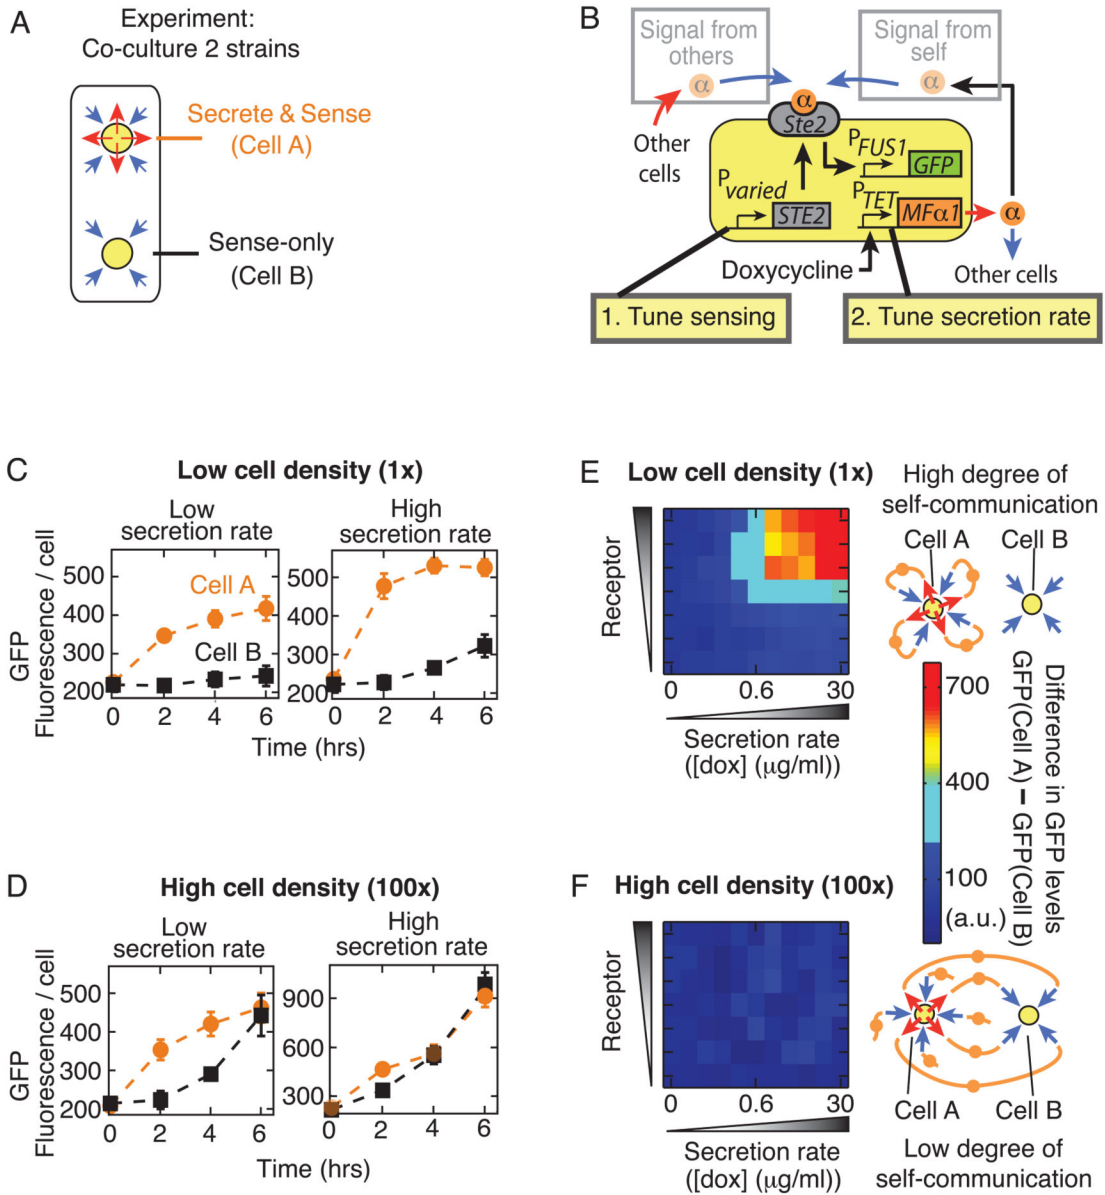 A
Experiment:
Co-culture 2 strains
Secrete & Sense
(Cell A)
Sense-only
(Cell B)
B
Signal from
others
Signal from
self
α
α
α
Ste2
Other
cells
PFUS1
GFP
Pvaried
STE2
PTET
MFα1
α
Doxycycline
Other cells
1. Tune sensing
2. Tune secretion rate
C
Low cell density (1x)
Low
secretion rate
High
secretion rate
GFP
Fluorescence / cell
500
400
300
200
Cell A
Cell B
0 2 4 6
500
400
300
200
0 2 4 6
Time (hrs)
D
High cell density (100x)
Low
secretion rate
High
secretion rate
GFP
Fluorescence / cell
500
400
300
200
0 2 4 6
900
600
300
0 2 4 6
Time (hrs)
E
Low cell density (1x)
Receptor
0 0.6 30
Secretion rate
([dox] (μg/ml))
High degree of
self-communication
Cell A Cell B
700
400
100
(a.u.)
Difference in GFP levels
GFP(Cell A) – GFP(Cell B)
F
High cell density (100x)
Receptor
0 0.6 30
Secretion rate
([dox] (μg/ml))
Cell A Cell B
Low degree of
self-communication